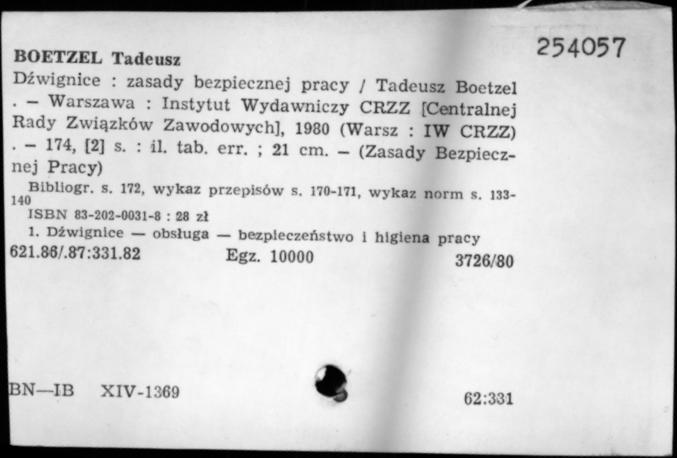 254057
BOETZEL Tadeusz
Dźwignice : zasady bezpiecznej pracy / Tadeusz Boetzel
. — Warszawa : Instytut Wydawniczy CRZZ [Centralnej
Rady Związków Zawodowych], 1980 (Warsz : IW CRZZ)
. — 174, [2] s. : il. tab. err. ; 21 cm. — (Zasady Bezpiecz-
nej Pracy)
Bibliogr. s. 172, wykaz przepisów s. 170-171, wykaz norm s. 133-
140
ISBN 83-202-0031-8 : 28 zł
1. Dźwignice — obsługa — bezpieczeństwo i higiena pracy
621.86/.87:331.82 Egz. 10000 3726/80
BN—IB XIV-1369 62:331